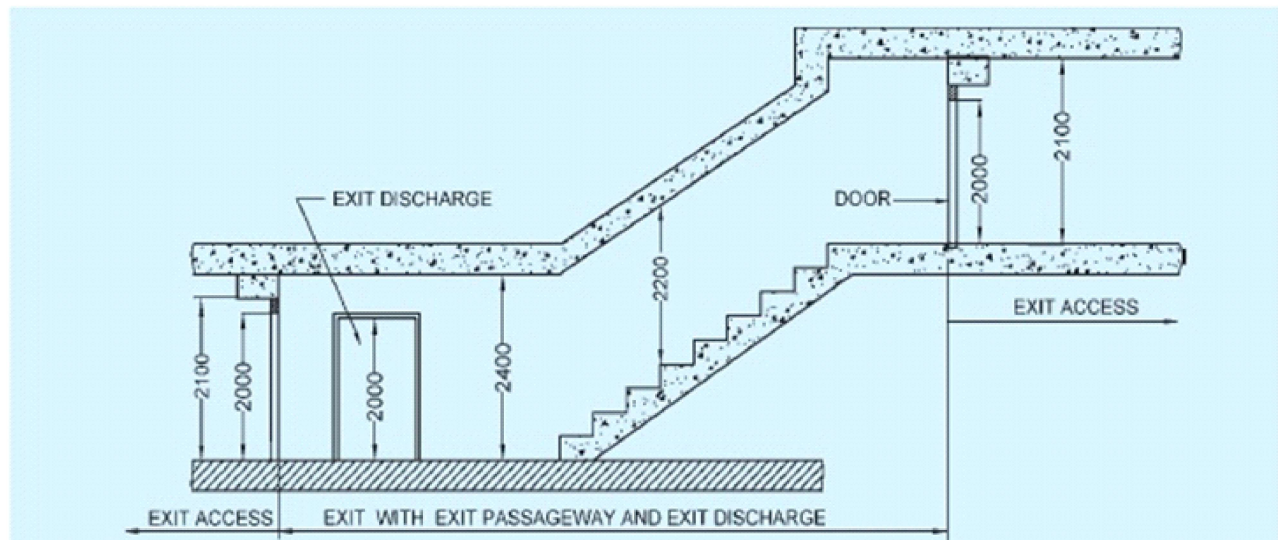 EXIT DISCHARGE
DOOR
2000
2100
2200
EXIT ACCESS
2100
2000
2000
2400
EXIT ACCESS
EXIT WITH EXIT PASSAGEWAY AND EXIT DISCHARGE